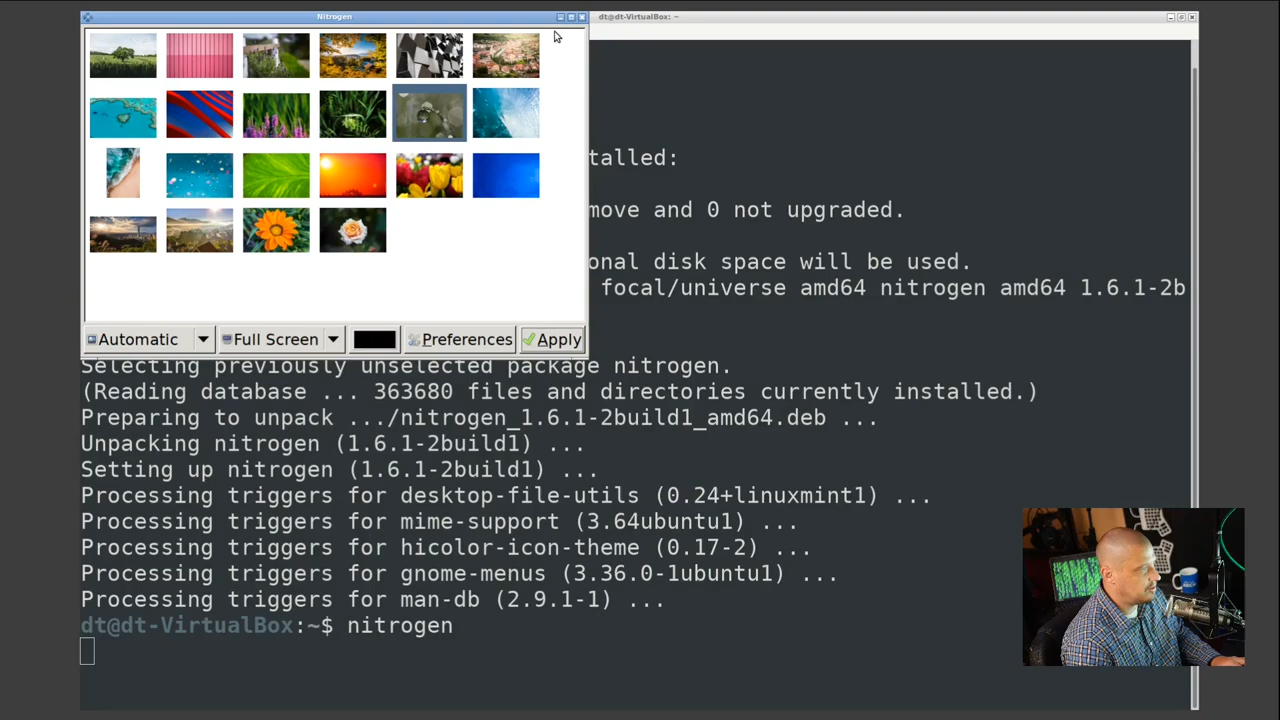 Nitrogen
dt@dt-VirtualBox: ~
talled:
move and 0 not upgraded.
onal disk space will be used.
focal/universe amd64 nitrogen amd64 1.6.1-2b
Automatic
Full Screen
Preferences
Apply
Selecting previously unselected package nitrogen.
(Reading database ... 363680 files and directories currently installed.)
Preparing to unpack .../nitrogen_1.6.1-2build1_amd64.deb ...
Unpacking nitrogen (1.6.1-2build1) ...
Setting up nitrogen (1.6.1-2build1) ...
Processing triggers for desktop-file-utils (0.24+linuxmint1) ...
Processing triggers for mime-support (3.64ubuntu1) ...
Processing triggers for hicolor-icon-theme (0.17-2) ...
Processing triggers for gnome-menus (3.36.0-1ubuntu1) ...
Processing triggers for man-db (2.9.1-1) ...
dt@dt-VirtualBox:~$ nitrogen